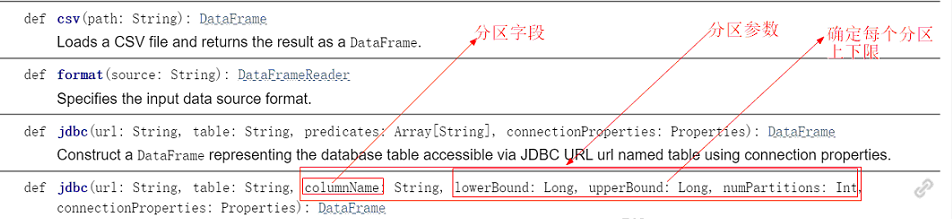 def csv(path: String): DataFrame
分区字段
分区参数
确定每个分区
上下限
Loads a CSV file and returns the result as a DataFrame.
def format(source: String): DataFrameReader
Specifies the input data source format.
def jdbc(url: String, table: String, predicates: Array[String], connectionProperties: Properties): DataFrame
Construct a DataFrame representing the database table accessible via JDBC URL url named table using connection properties.
def jdbc(url: String, table: String, columnName: String, lowerBound: Long, upperBound: Long, numPartitions: Int,
connectionProperties: Properties): DataFrame